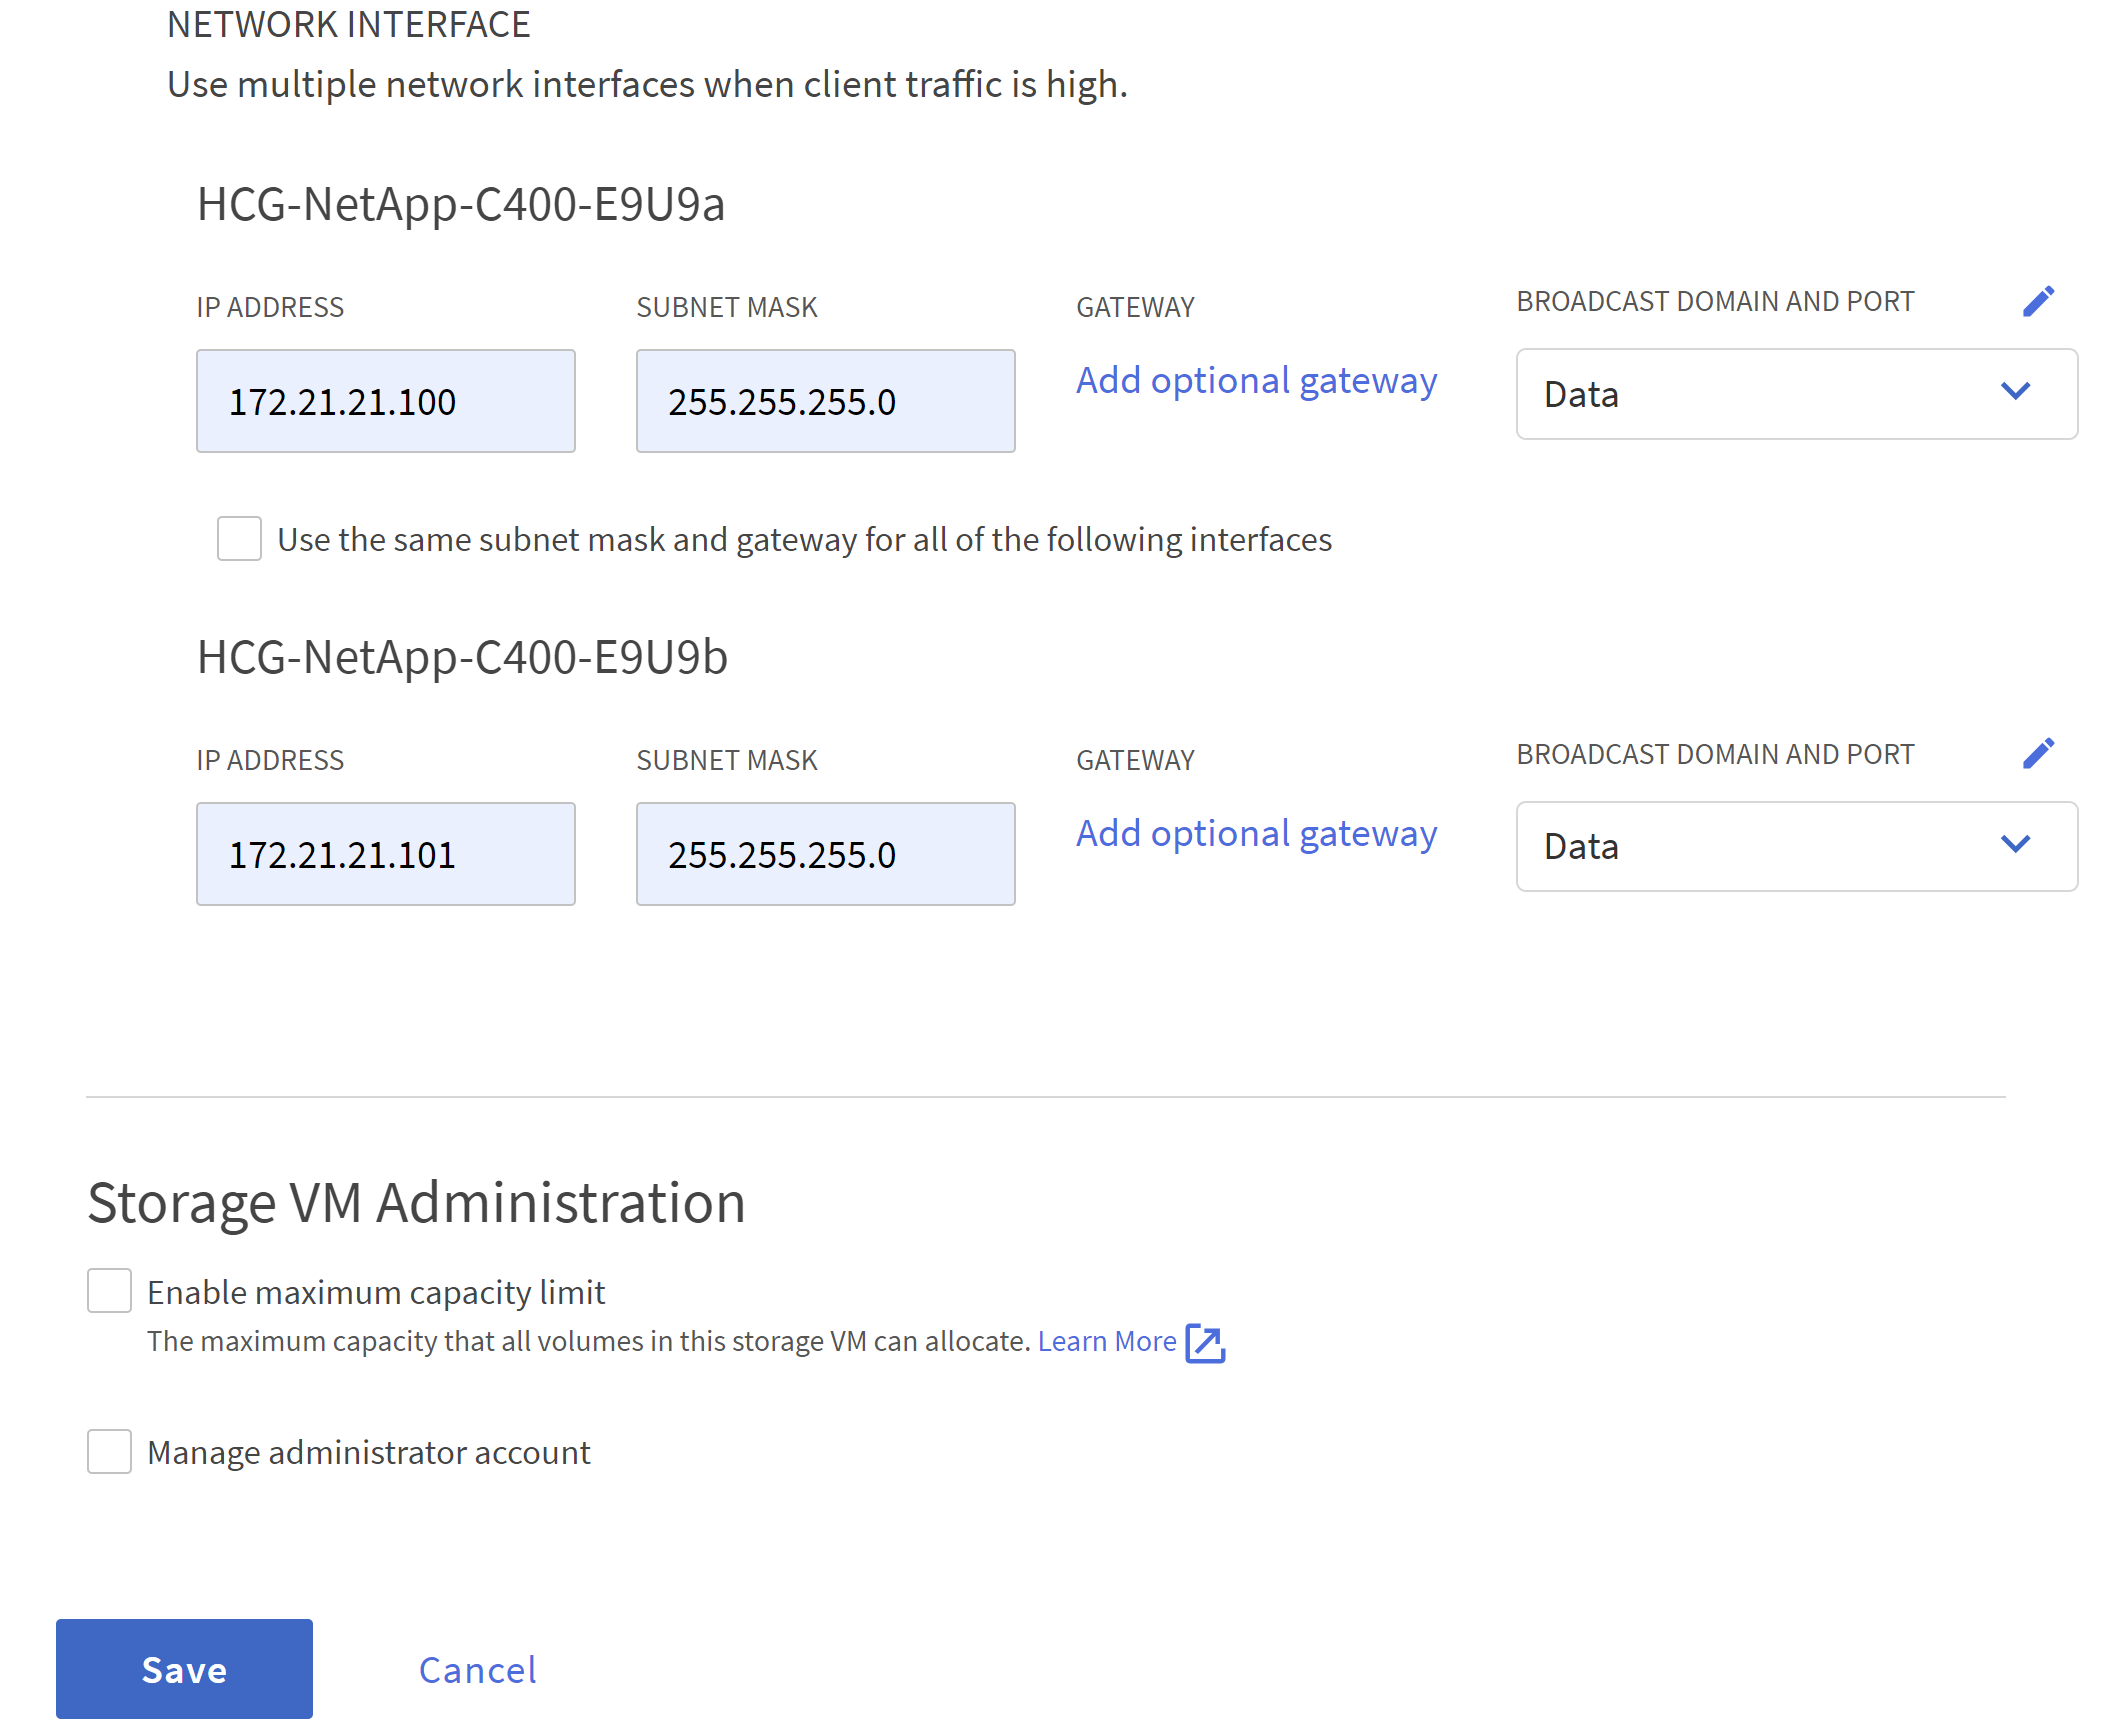 NETWORK INTERFACE
Use multiple network interfaces when client traffic is high.
HCG-NetApp-C400-E9U9a
IP ADDRESS SUBNET MASK GATEWAY BROADCAST DOMAIN AND PORT
172.21.21.100 255.255.255.0 Add optional gateway Data
Use the same subnet mask and gateway for all of the following interfaces
HCG-NetApp-C400-E9U9b
IP ADDRESS SUBNET MASK GATEWAY BROADCAST DOMAIN AND PORT
172.21.21.101 255.255.255.0 Add optional gateway Data
Storage VM Administration
Enable maximum capacity limit
The maximum capacity that all volumes in this storage VM can allocate. Learn More
Manage administrator account
Save Cancel